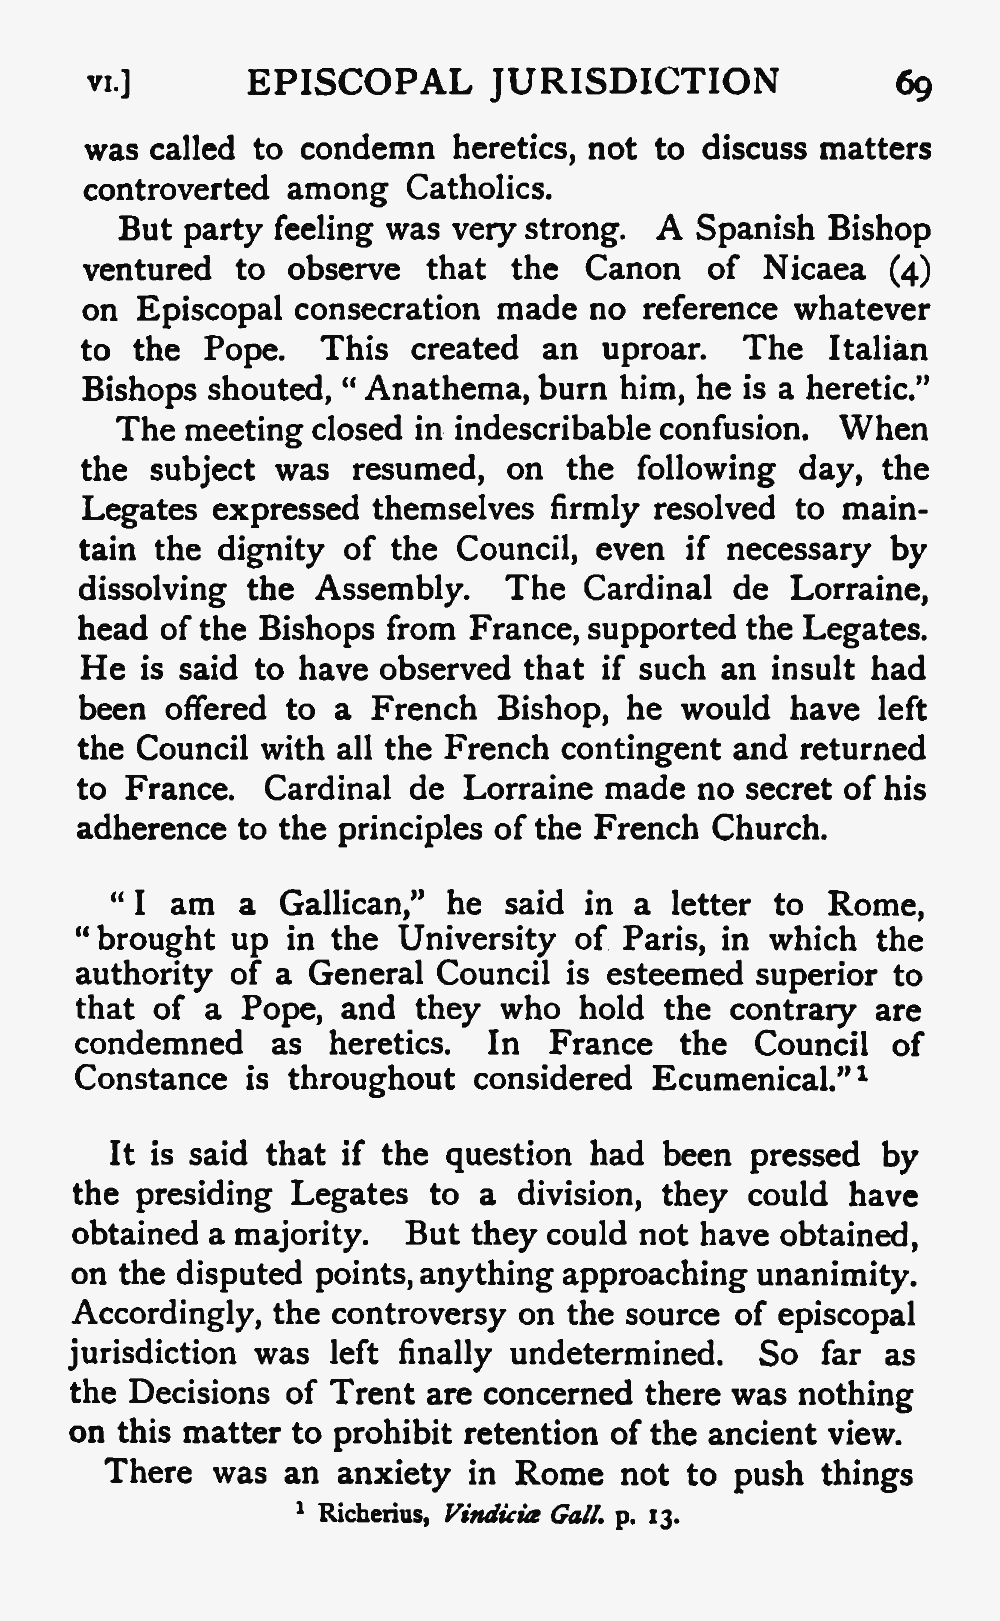 VI.] EPISCOPAL JURISDICTION 69
was called to condemn heretics, not to discuss matters
controverted among Catholics.
But party feeling was very strong. A Spanish Bishop
ventured to observe that the Canon of Nicaea (4)
on Episcopal consecration made no reference whatever
to the Pope. This created an uproar. The Italian
Bishops shouted, “ Anathema, burn him, he is a heretic.”
The meeting closed in indescribable confusion. When
the subject was resumed, on the following day, the
Legates expressed themselves firmly resolved to main-
tain the dignity of the Council, even if necessary by
dissolving the Assembly. The Cardinal de Lorraine,
head of the Bishops from France, supported the Legates.
He is said to have observed that if such an insult had
been offered to a French Bishop, he would have left
the Council with all the French contingent and returned
to France. Cardinal de Lorraine made no secret of his
adherence to the principles of the French Church.
“ I am a Gallican,” he said in a letter to Rome,
“ brought up in the University of Paris, in which the
authority of a General Council is esteemed superior to
that of a Pope, and they who hold the contrary are
condemned as heretics. In France the Council of
Constance is throughout considered Ecumenical.” ¹
It is said that if the question had been pressed by
the presiding Legates to a division, they could have
obtained a majority. But they could not have obtained,
on the disputed points, anything approaching unanimity.
Accordingly, the controversy on the source of episcopal
jurisdiction was left finally undetermined. So far as
the Decisions of Trent are concerned there was nothing
on this matter to prohibit retention of the ancient view.
There was an anxiety in Rome not to push things
¹ Richerius, Vindiciæ Gall. p. 13.